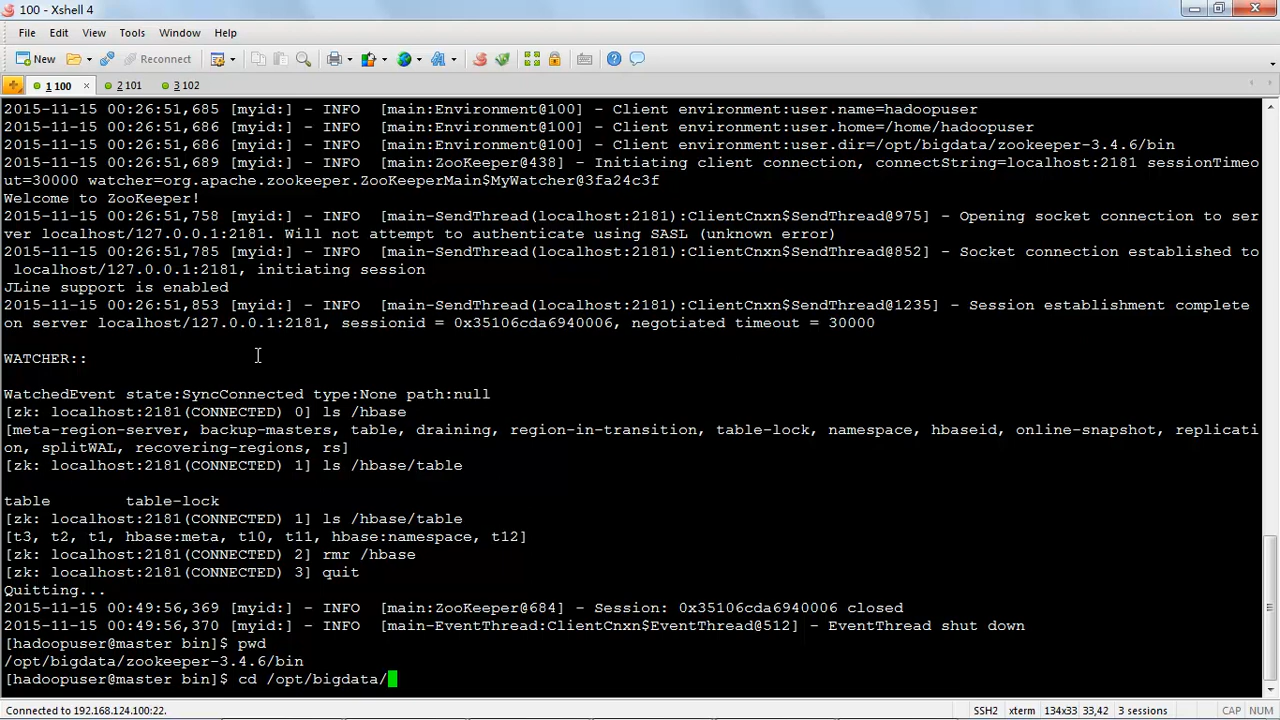 100 - Xshell 4
File Edit View Tools Window Help
New Reconnect
1 100 × 2 101 3 102
2015-11-15 00:26:51,685 [myid:] - INFO  [main:Environment@100] - Client environment:user.name=hadoopuser
2015-11-15 00:26:51,686 [myid:] - INFO  [main:Environment@100] - Client environment:user.home=/home/hadoopuser
2015-11-15 00:26:51,686 [myid:] - INFO  [main:Environment@100] - Client environment:user.dir=/opt/bigdata/zookeeper-3.4.6/bin
2015-11-15 00:26:51,689 [myid:] - INFO  [main:ZooKeeper@438] - Initiating client connection, connectString=localhost:2181 sessionTimeo
ut=30000 watcher=org.apache.zookeeper.ZooKeeperMain$MyWatcher@3fa24c3f
Welcome to ZooKeeper!
2015-11-15 00:26:51,758 [myid:] - INFO  [main-SendThread(localhost:2181):ClientCnxn$SendThread@975] - Opening socket connection to ser
ver localhost/127.0.0.1:2181. Will not attempt to authenticate using SASL (unknown error)
2015-11-15 00:26:51,785 [myid:] - INFO  [main-SendThread(localhost:2181):ClientCnxn$SendThread@852] - Socket connection established to
 localhost/127.0.0.1:2181, initiating session
JLine support is enabled
2015-11-15 00:26:51,853 [myid:] - INFO  [main-SendThread(localhost:2181):ClientCnxn$SendThread@1235] - Session establishment complete
on server localhost/127.0.0.1:2181, sessionid = 0x35106cda6940006, negotiated timeout = 30000
WATCHER::
WatchedEvent state:SyncConnected type:None path:null
[zk: localhost:2181(CONNECTED) 0] ls /hbase
[meta-region-server, backup-masters, table, draining, region-in-transition, table-lock, namespace, hbaseid, online-snapshot, replicati
on, splitWAL, recovering-regions, rs]
[zk: localhost:2181(CONNECTED) 1] ls /hbase/table
table        table-lock
[zk: localhost:2181(CONNECTED) 1] ls /hbase/table
[t3, t2, t1, hbase:meta, t10, t11, hbase:namespace, t12]
[zk: localhost:2181(CONNECTED) 2] rmr /hbase
[zk: localhost:2181(CONNECTED) 3] quit
Quitting...
2015-11-15 00:49:56,369 [myid:] - INFO  [main:ZooKeeper@684] - Session: 0x35106cda6940006 closed
2015-11-15 00:49:56,370 [myid:] - INFO  [main-EventThread:ClientCnxn$EventThread@512] - EventThread shut down
[hadoopuser@master bin]$ pwd
/opt/bigdata/zookeeper-3.4.6/bin
[hadoopuser@master bin]$ cd /opt/bigdata/
Connected to 192.168.124.100:22. SSH2 xterm 134x33 33,42 3 sessions CAP NUM